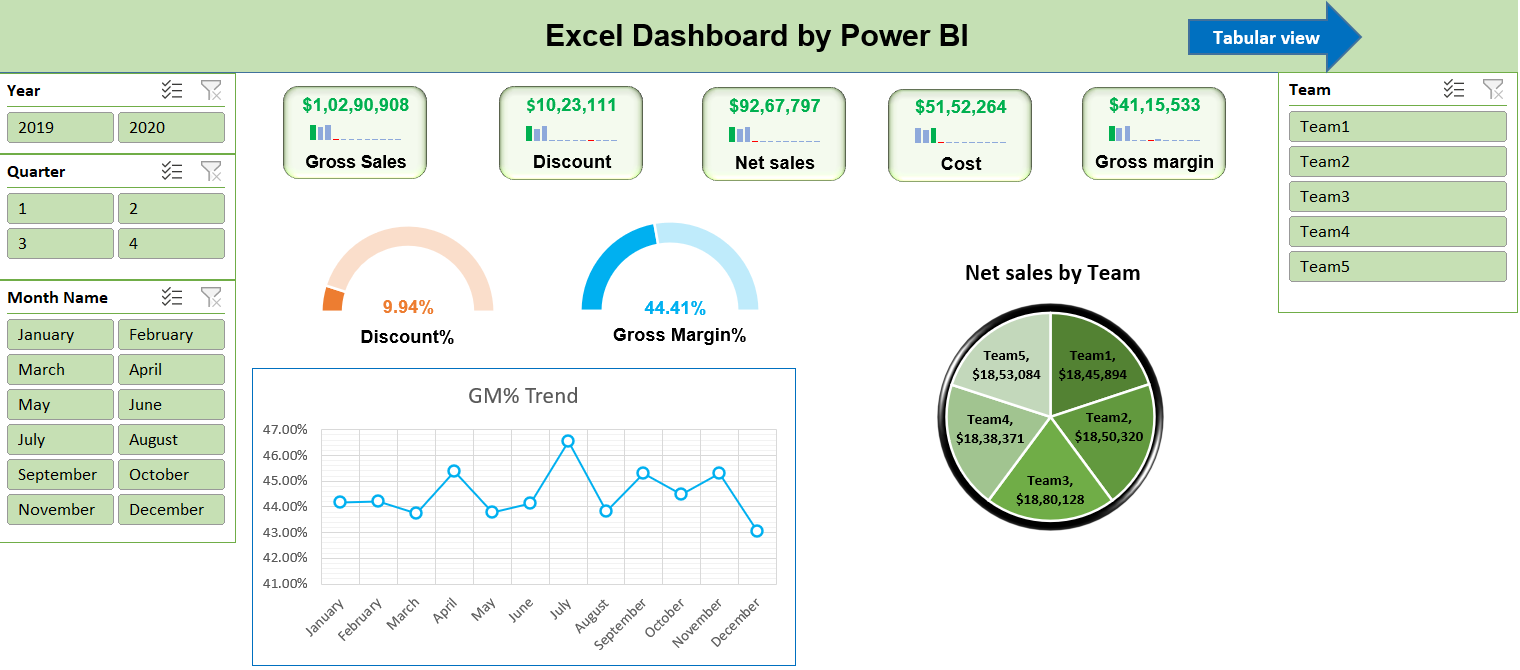 Excel Dashboard by Power BI
Tabular view
Year
2019
2020
Quarter
1
2
3
4
Month Name
January
February
March
April
May
June
July
August
September
October
November
December
$1,02,90,908
Gross Sales
$10,23,111
Discount
$92,67,797
Net sales
$51,52,264
Cost
$41,15,533
Gross margin
Team
Team1
Team2
Team3
Team4
Team5
9.94%
Discount%
44.41%
Gross Margin%
GM% Trend
47.00%
46.00%
45.00%
44.00%
43.00%
42.00%
41.00%
January
February
March
April
May
June
July
August
September
October
November
December
Net sales by Team
Team1,
$18,45,894
Team2,
$18,50,320
Team3,
$18,80,128
Team4,
$18,38,371
Team5,
$18,53,084